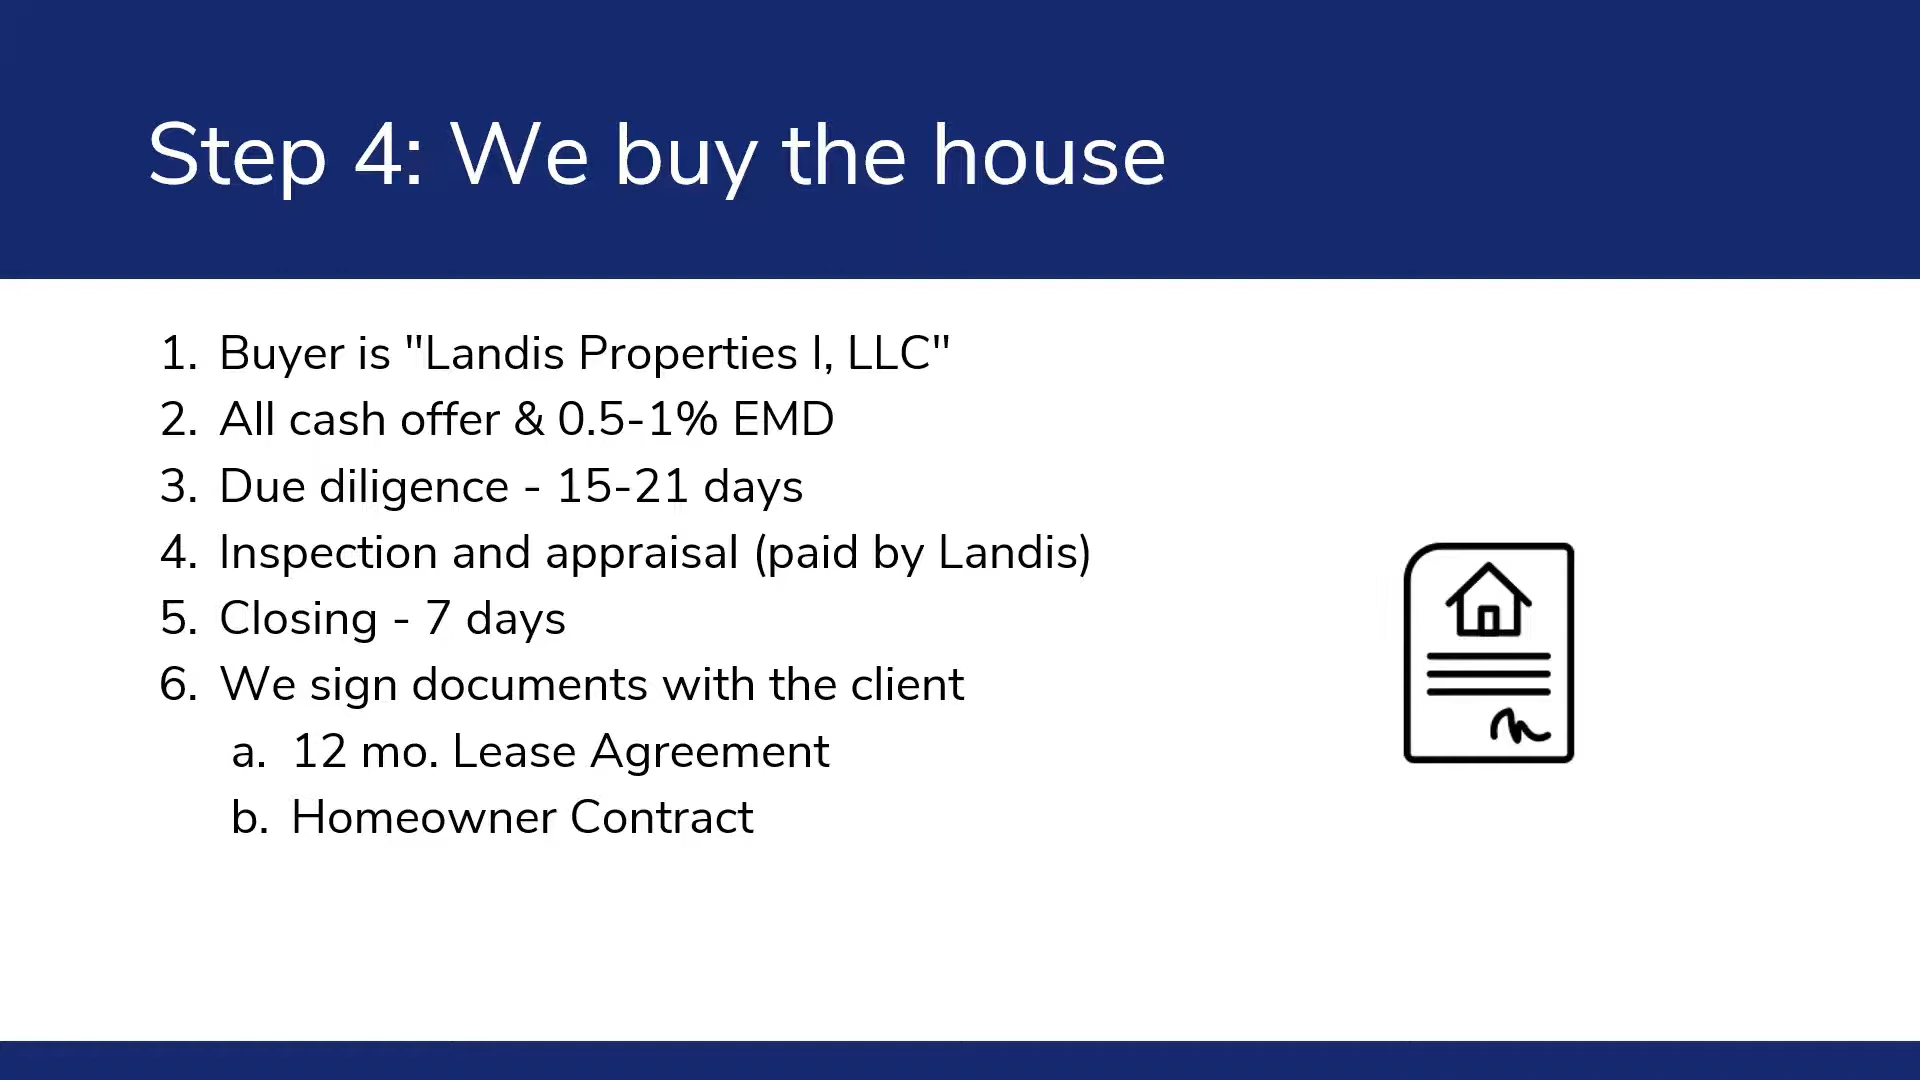 Step 4: We buy the house
1. Buyer is "Landis Properties I, LLC"
2. All cash offer & 0.5-1% EMD
3. Due diligence - 15-21 days
4. Inspection and appraisal (paid by Landis)
5. Closing - 7 days
6. We sign documents with the client
a. 12 mo. Lease Agreement
b. Homeowner Contract